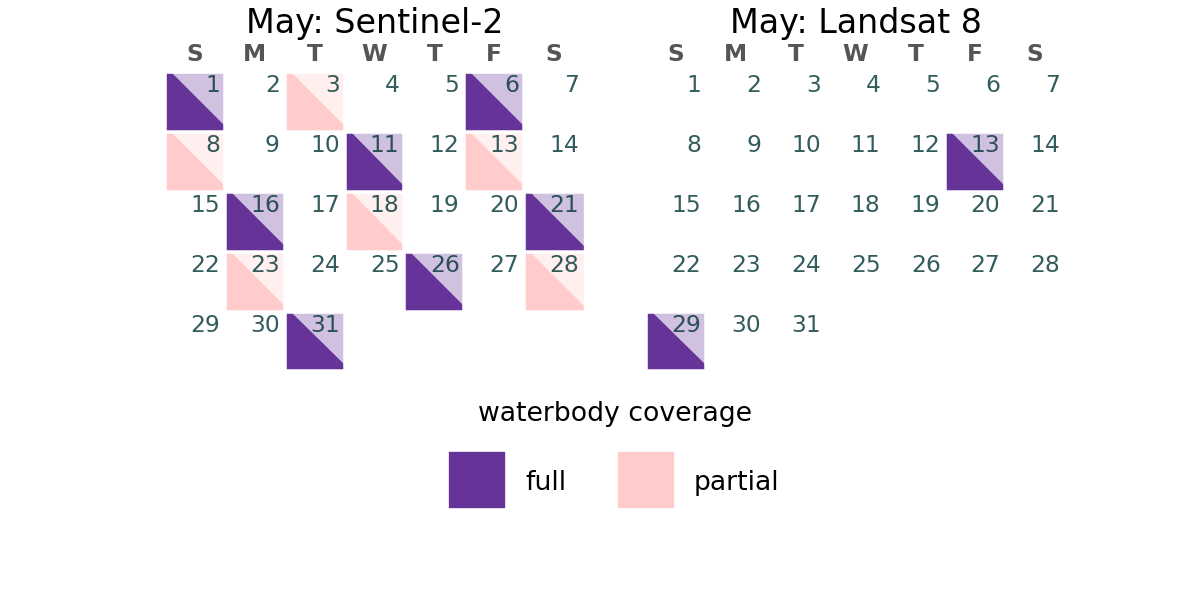 May: Sentinel-2
S M T W T F S
1 2 3 4 5 6 7
8 9 10 11 12 13 14
15 16 17 18 19 20 21
22 23 24 25 26 27 28
29 30 31
May: Landsat 8
S M T W T F S
1 2 3 4 5 6 7
8 9 10 11 12 13 14
15 16 17 18 19 20 21
22 23 24 25 26 27 28
29 30 31
waterbody coverage
full
partial